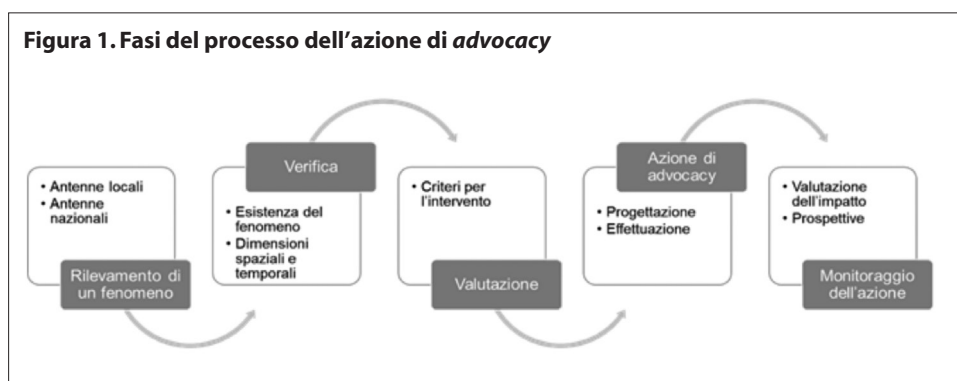 Figura 1. Fasi del processo dell’azione di advocacy
• Antenne locali
• Antenne
nazionali
Rilevamento di
un fenomeno
Verifica
• Esistenza del
fenomeno
• Dimensioni
spaziali e
temporali
• Criteri per
l’intervento
Valutazione
Azione di
advocacy
• Progettazione
• Effettuazione
• Valutazione
dell’impatto
• Prospettive
Monitoraggio
dell’azione